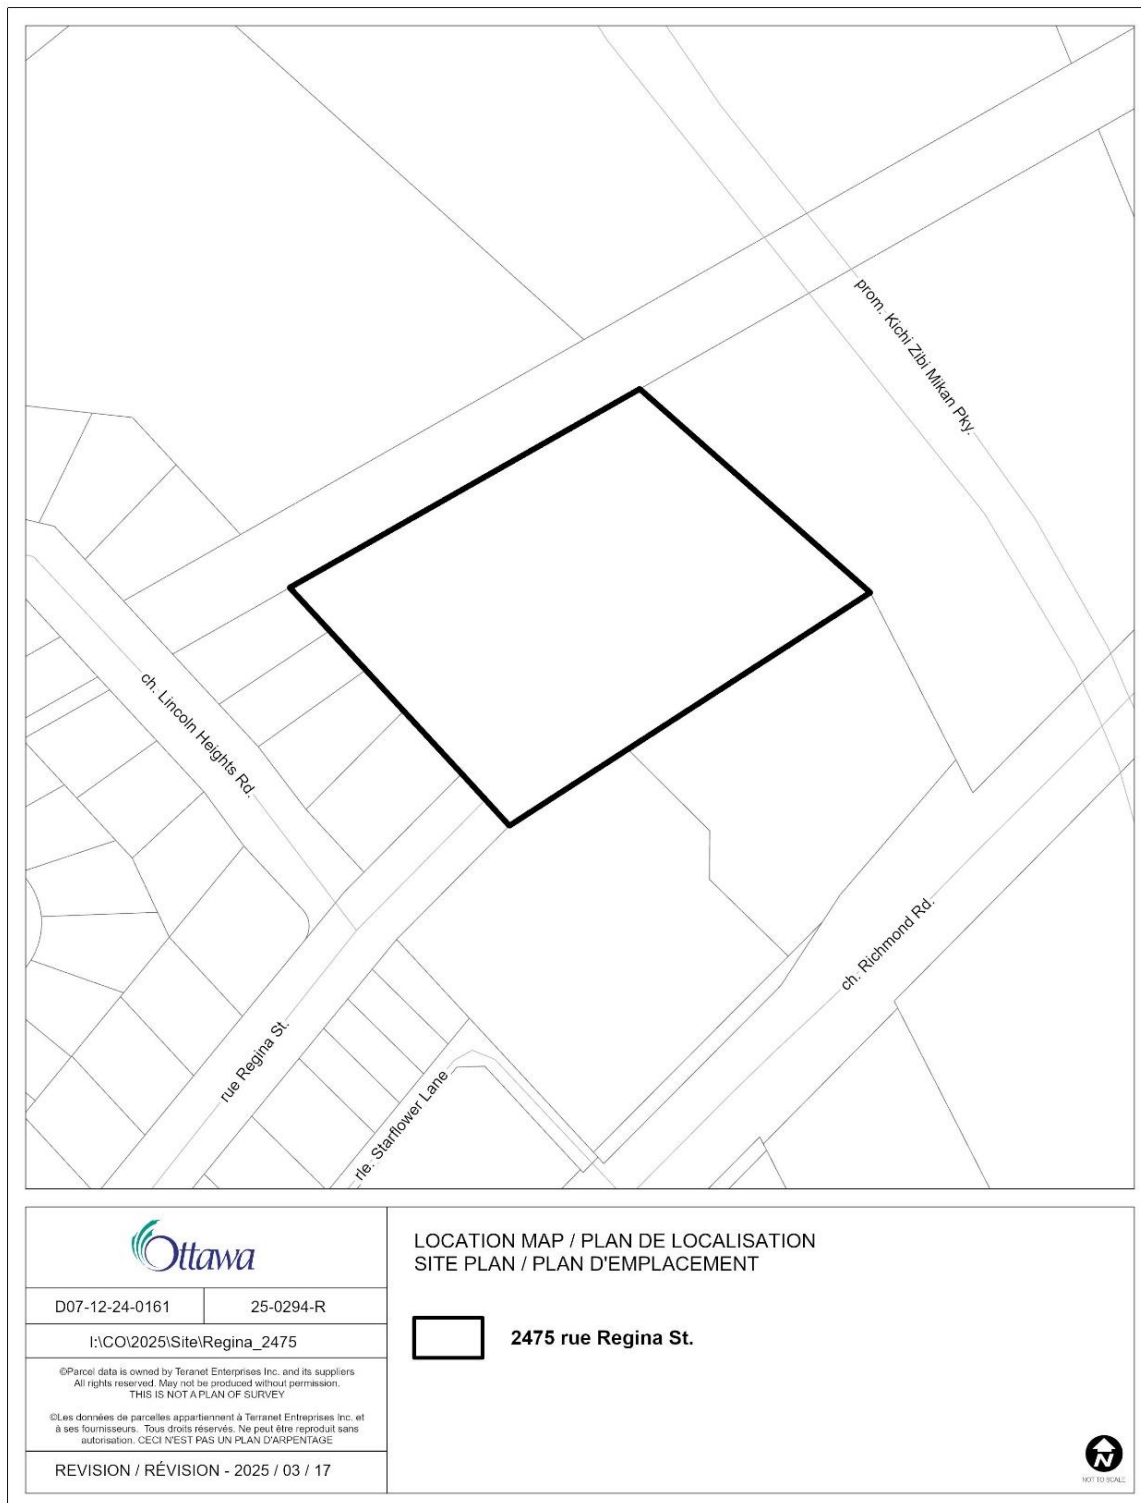 prom. Kichi Zibi Mikan Pky.
ch. Lincoln Heights Rd.
ch. Richmond Rd.
rue Regina St.
rle. Starflower Lane
Ottawa
D07-12-24-0161
25-0294-R
I:\CO\2025\Site\Regina_2475
©Parcel data is owned by Teranet Enterprises Inc. and its suppliers
All rights reserved. May not be produced without permission.
THIS IS NOT A PLAN OF SURVEY
©Les données de parcelles appartiennent à Terranet Entreprises Inc. et
à ses fournisseurs. Tous droits réservés. Ne peut être reproduit sans
autorisation. CECI N'EST PAS UN PLAN D'ARPENTAGE
REVISION / RÉVISION - 2025 / 03 / 17
LOCATION MAP / PLAN DE LOCALISATION
SITE PLAN / PLAN D'EMPLACEMENT
2475 rue Regina St.
N
NOT TO SCALE